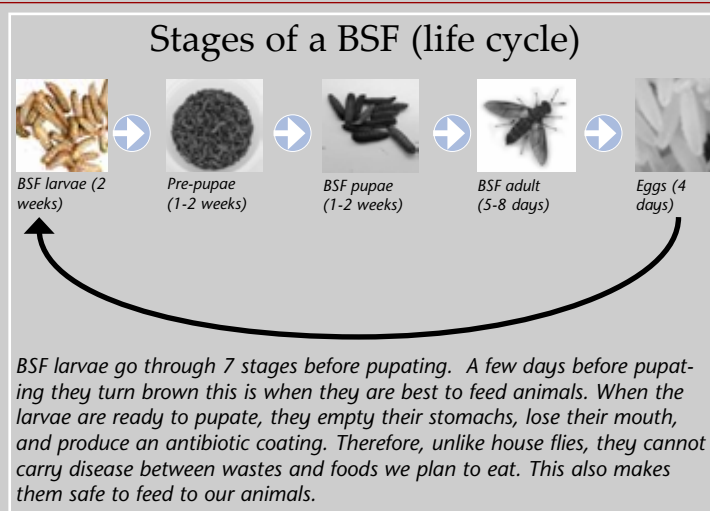 Stages of a BSF (life cycle)
BSF larvae (2
weeks)
Pre-pupae
(1-2 weeks)
BSF pupae
(1-2 weeks)
BSF adult
(5-8 days)
Eggs (4
days)
BSF larvae go through 7 stages before pupating.  A few days before pupat-
ing they turn brown this is when they are best to feed animals. When the
larvae are ready to pupate, they empty their stomachs, lose their mouth,
and produce an antibiotic coating. Therefore, unlike house flies, they cannot
carry disease between wastes and foods we plan to eat. This also makes
them safe to feed to our animals.